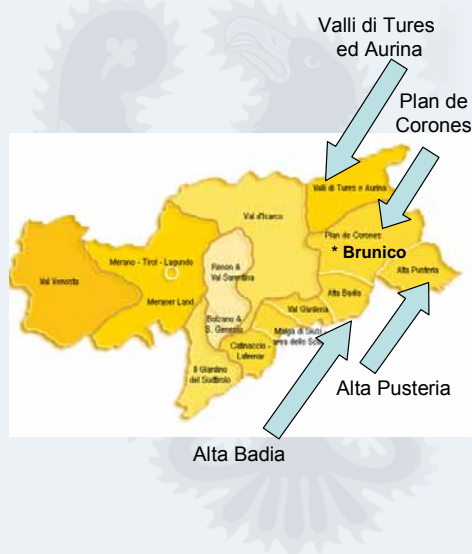 Valli di Tures
ed Aurina
Plan de
Corones
Valli di Tures e Aurina
Val d'Isarco
Plan de Corones
* Brunico
Val Venosta
Merano - Tirol - Lagundo
Renon &
Val Sarentina
Alta Pusteria
Meraner Land
Alta Badia
Val Gardena
Bolzano &
S. Genesio
Catinaccio -
Latemar
Il Giardino
del Sudtirolo
Alta Pusteria
Alta Badia